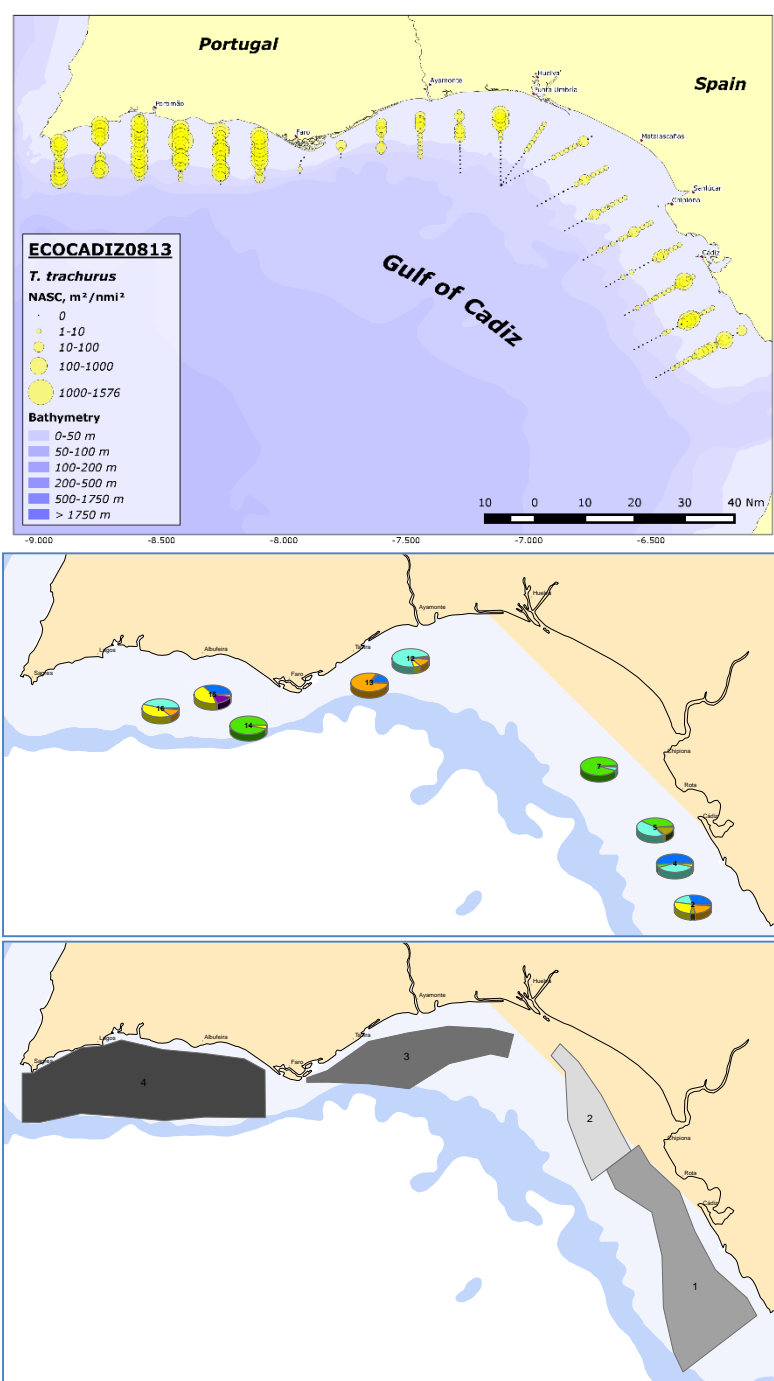 Portugal
Spain
Ayamonte
Huelva
Punta Umbría
Portimão
Faro
Matalascañas
Sanlúcar
Chipiona
Cádiz
Gulf of Cadiz
ECOCADIZ0813
T. trachurus
NASC, m²/nmi²
0
1-10
10-100
100-1000
1000-1576
Bathymetry
0-50 m
50-100 m
100-200 m
200-500 m
500-1750 m
> 1750 m
10 0 10 20 30 40 Nm
-9.000 -8.500 -8.000 -7.500 -7.000 -6.500
Huelva
Ayamonte
Tavira
Lagos
Albufeira
Sagres
Faro
12
13
15
16
14
7
Chipiona
Rota
Cádiz
5
4
2
Huelva
Ayamonte
Tavira
Lagos
Albufeira
Sagres
Faro
3
4
2
Chipiona
Rota
Cádiz
1